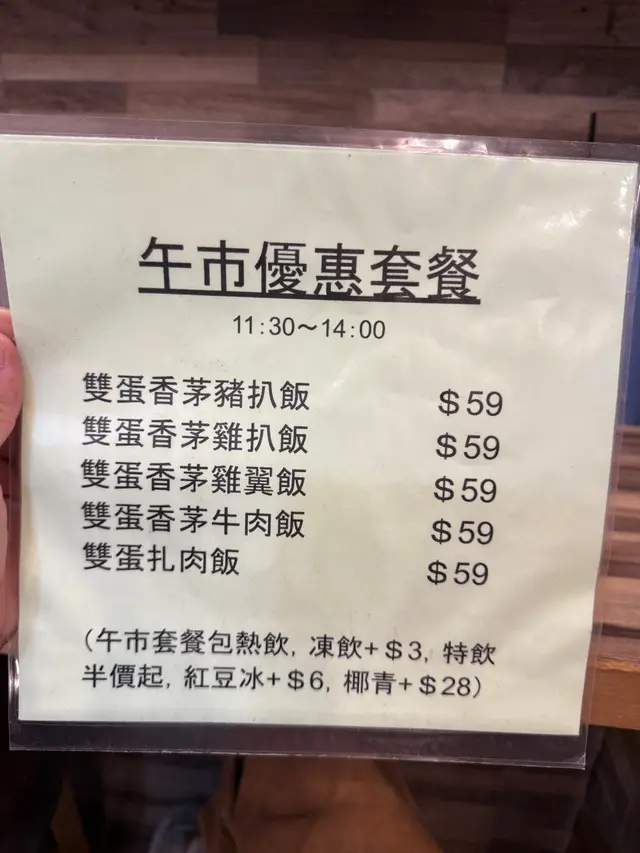 午市優惠套餐
11:30～14:00
雙蛋香茅豬扒飯 $59
雙蛋香茅雞扒飯 $59
雙蛋香茅雞翼飯 $59
雙蛋香茅牛肉飯 $59
雙蛋扎肉飯 $59
(午市套餐包熱飲, 凍飲+$3, 特飲
半價起, 紅豆冰+$6, 椰青+$28)